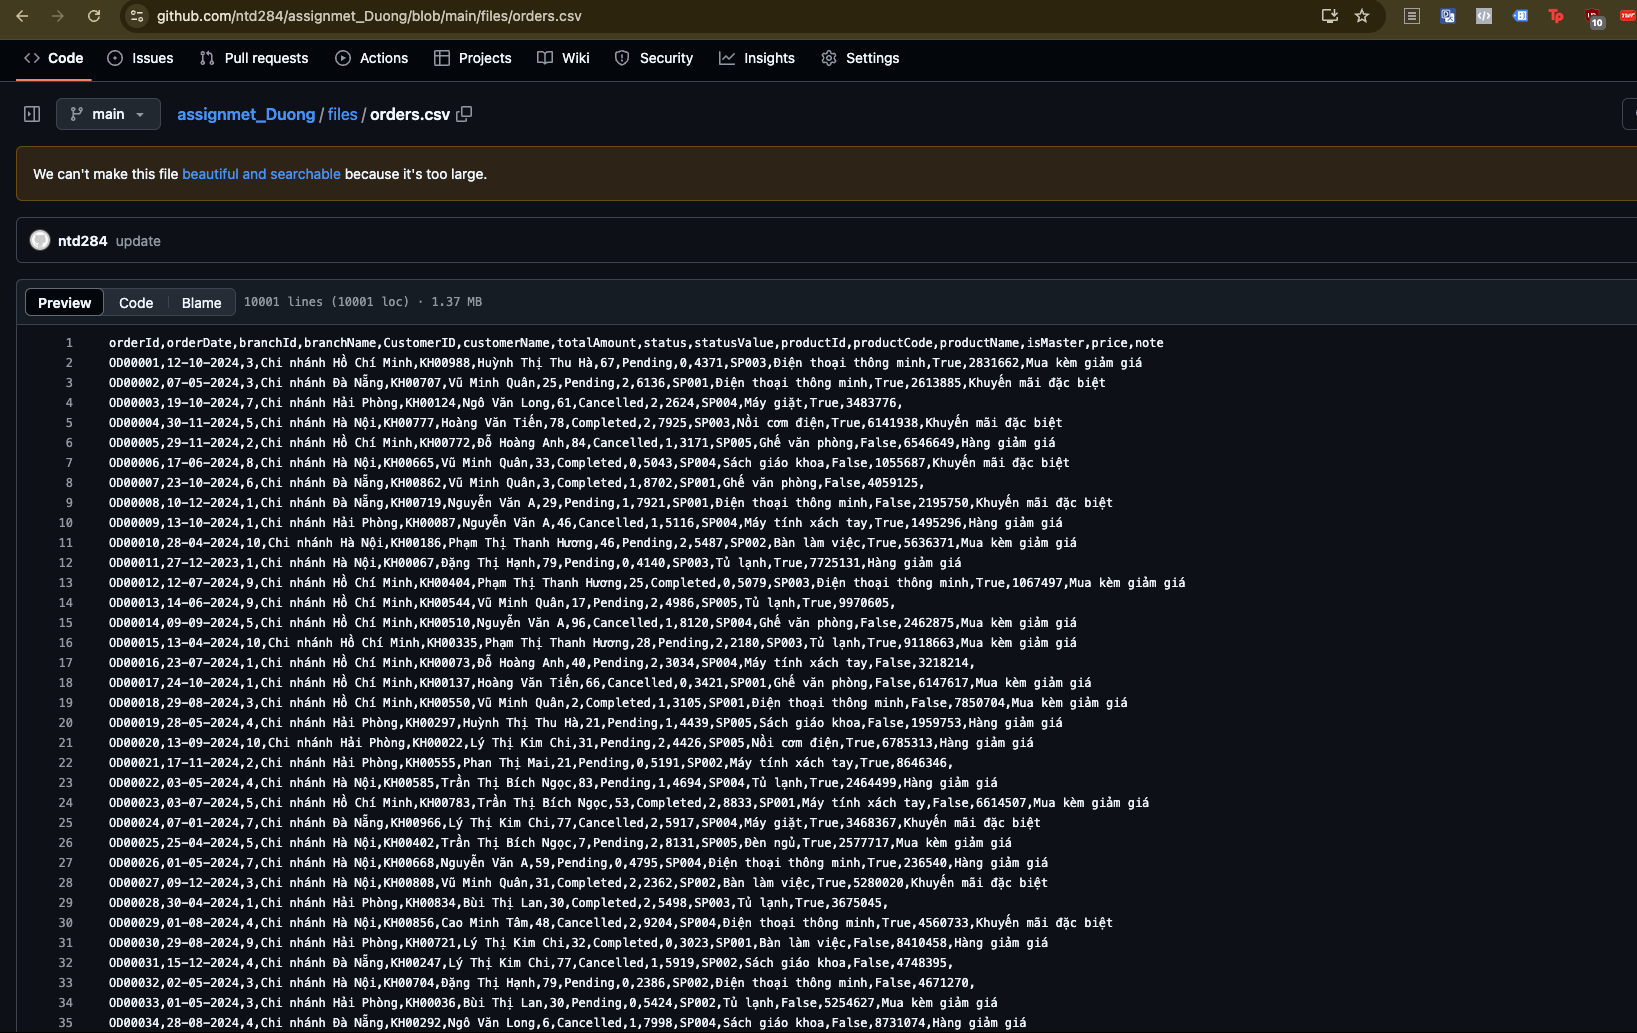 github.com/ntd284/assignmet_Duong/blob/main/files/orders.csv
10
Code Issues Pull requests Actions Projects Wiki Security Insights Settings
main assignmet_Duong / files / orders.csv
We can't make this file beautiful and searchable because it's too large.
ntd284 update
Preview Code Blame 10001 lines (10001 loc) · 1.37 MB
1 orderId,orderDate,branchId,branchName,CustomerID,customerName,totalAmount,status,statusValue,productId,productCode,productName,isMaster,price,note
2 OD00001,12-10-2024,3,Chi nhánh Hồ Chí Minh,KH00988,Huỳnh Thị Thu Hà,67,Pending,0,4371,SP003,Điện thoại thông minh,True,2831662,Mua kèm giảm giá
3 OD00002,07-05-2024,3,Chi nhánh Đà Nẵng,KH00707,Vũ Minh Quân,25,Pending,2,6136,SP001,Điện thoại thông minh,True,2613885,Khuyến mãi đặc biệt
4 OD00003,19-10-2024,7,Chi nhánh Hải Phòng,KH00124,Ngô Văn Long,61,Cancelled,2,2624,SP004,Máy giặt,True,3483776,
5 OD00004,30-11-2024,5,Chi nhánh Hà Nội,KH00777,Hoàng Văn Tiến,78,Completed,2,7925,SP003,Nồi cơm điện,True,6141938,Khuyến mãi đặc biệt
6 OD00005,29-11-2024,2,Chi nhánh Hồ Chí Minh,KH00772,Đỗ Hoàng Anh,84,Cancelled,1,3171,SP005,Ghế văn phòng,False,6546649,Hàng giảm giá
7 OD00006,17-06-2024,8,Chi nhánh Hà Nội,KH00665,Vũ Minh Quân,33,Completed,0,5043,SP004,Sách giáo khoa,False,1055687,Khuyến mãi đặc biệt
8 OD00007,23-10-2024,6,Chi nhánh Đà Nẵng,KH00862,Vũ Minh Quân,3,Completed,1,8702,SP001,Ghế văn phòng,False,4059125,
9 OD00008,10-12-2024,1,Chi nhánh Đà Nẵng,KH00719,Nguyễn Văn A,29,Pending,1,7921,SP001,Điện thoại thông minh,False,2195750,Khuyến mãi đặc biệt
10 OD00009,13-10-2024,1,Chi nhánh Hải Phòng,KH00087,Nguyễn Văn A,46,Cancelled,1,5116,SP004,Máy tính xách tay,True,1495296,Hàng giảm giá
11 OD00010,28-04-2024,10,Chi nhánh Hà Nội,KH00186,Phạm Thị Thanh Hương,46,Pending,2,5487,SP002,Bàn làm việc,True,5636371,Mua kèm giảm giá
12 OD00011,27-12-2023,1,Chi nhánh Hà Nội,KH00067,Đặng Thị Hạnh,79,Pending,0,4140,SP003,Tủ lạnh,True,7725131,Hàng giảm giá
13 OD00012,12-07-2024,9,Chi nhánh Hồ Chí Minh,KH00404,Phạm Thị Thanh Hương,25,Completed,0,5079,SP003,Điện thoại thông minh,True,1067497,Mua kèm giảm giá
14 OD00013,14-06-2024,9,Chi nhánh Hồ Chí Minh,KH00544,Vũ Minh Quân,17,Pending,2,4986,SP005,Tủ lạnh,True,9970605,
15 OD00014,09-09-2024,5,Chi nhánh Hồ Chí Minh,KH00510,Nguyễn Văn A,96,Cancelled,1,8120,SP004,Ghế văn phòng,False,2462875,Mua kèm giảm giá
16 OD00015,13-04-2024,10,Chi nhánh Hồ Chí Minh,KH00335,Phạm Thị Thanh Hương,28,Pending,2,2180,SP003,Tủ lạnh,True,9118663,Mua kèm giảm giá
17 OD00016,23-07-2024,1,Chi nhánh Hồ Chí Minh,KH00073,Đỗ Hoàng Anh,40,Pending,2,3034,SP004,Máy tính xách tay,False,3218214,
18 OD00017,24-10-2024,1,Chi nhánh Hồ Chí Minh,KH00137,Hoàng Văn Tiến,66,Cancelled,0,3421,SP001,Ghế văn phòng,False,6147617,Mua kèm giảm giá
19 OD00018,29-08-2024,3,Chi nhánh Hồ Chí Minh,KH00550,Vũ Minh Quân,2,Completed,1,3105,SP001,Điện thoại thông minh,False,7850704,Mua kèm giảm giá
20 OD00019,28-05-2024,4,Chi nhánh Hải Phòng,KH00297,Huỳnh Thị Thu Hà,21,Pending,1,4439,SP005,Sách giáo khoa,False,1959753,Hàng giảm giá
21 OD00020,13-09-2024,10,Chi nhánh Hải Phòng,KH00022,Lý Thị Kim Chi,31,Pending,2,4426,SP005,Nồi cơm điện,True,6785313,Hàng giảm giá
22 OD00021,17-11-2024,2,Chi nhánh Hải Phòng,KH00555,Phan Thị Mai,21,Pending,0,5191,SP002,Máy tính xách tay,True,8646346,
23 OD00022,03-05-2024,4,Chi nhánh Hà Nội,KH00585,Trần Thị Bích Ngọc,83,Pending,1,4694,SP004,Tủ lạnh,True,2464499,Hàng giảm giá
24 OD00023,03-07-2024,5,Chi nhánh Hồ Chí Minh,KH00783,Trần Thị Bích Ngọc,53,Completed,2,8833,SP001,Máy tính xách tay,False,6614507,Mua kèm giảm giá
25 OD00024,07-01-2024,7,Chi nhánh Đà Nẵng,KH00966,Lý Thị Kim Chi,77,Cancelled,2,5917,SP004,Máy giặt,True,3468367,Khuyến mãi đặc biệt
26 OD00025,25-04-2024,5,Chi nhánh Hà Nội,KH00402,Trần Thị Bích Ngọc,7,Pending,2,8131,SP005,Đèn ngủ,True,2577717,Mua kèm giảm giá
27 OD00026,01-05-2024,7,Chi nhánh Hà Nội,KH00668,Nguyễn Văn A,59,Pending,0,4795,SP004,Điện thoại thông minh,True,236540,Hàng giảm giá
28 OD00027,09-12-2024,3,Chi nhánh Hà Nội,KH00808,Vũ Minh Quân,31,Completed,2,2362,SP002,Bàn làm việc,True,5280020,Khuyến mãi đặc biệt
29 OD00028,30-04-2024,1,Chi nhánh Hải Phòng,KH00834,Bùi Thị Lan,30,Completed,2,5498,SP003,Tủ lạnh,True,3675045,
30 OD00029,01-08-2024,4,Chi nhánh Hà Nội,KH00856,Cao Minh Tâm,48,Cancelled,2,9204,SP004,Điện thoại thông minh,True,4560733,Khuyến mãi đặc biệt
31 OD00030,29-08-2024,9,Chi nhánh Hải Phòng,KH00721,Lý Thị Kim Chi,32,Completed,0,3023,SP001,Bàn làm việc,False,8410458,Hàng giảm giá
32 OD00031,15-12-2024,4,Chi nhánh Đà Nẵng,KH00247,Lý Thị Kim Chi,77,Cancelled,1,5919,SP002,Sách giáo khoa,False,4748395,
33 OD00032,02-05-2024,3,Chi nhánh Hà Nội,KH00704,Đặng Thị Hạnh,79,Pending,0,2386,SP002,Điện thoại thông minh,False,4671270,
34 OD00033,01-05-2024,3,Chi nhánh Hải Phòng,KH00036,Bùi Thị Lan,30,Pending,0,5424,SP002,Tủ lạnh,False,5254627,Mua kèm giảm giá
35 OD00034,28-08-2024,4,Chi nhánh Đà Nẵng,KH00292,Ngô Văn Long,6,Cancelled,1,7998,SP004,Sách giáo khoa,False,8731074,Hàng giảm giá